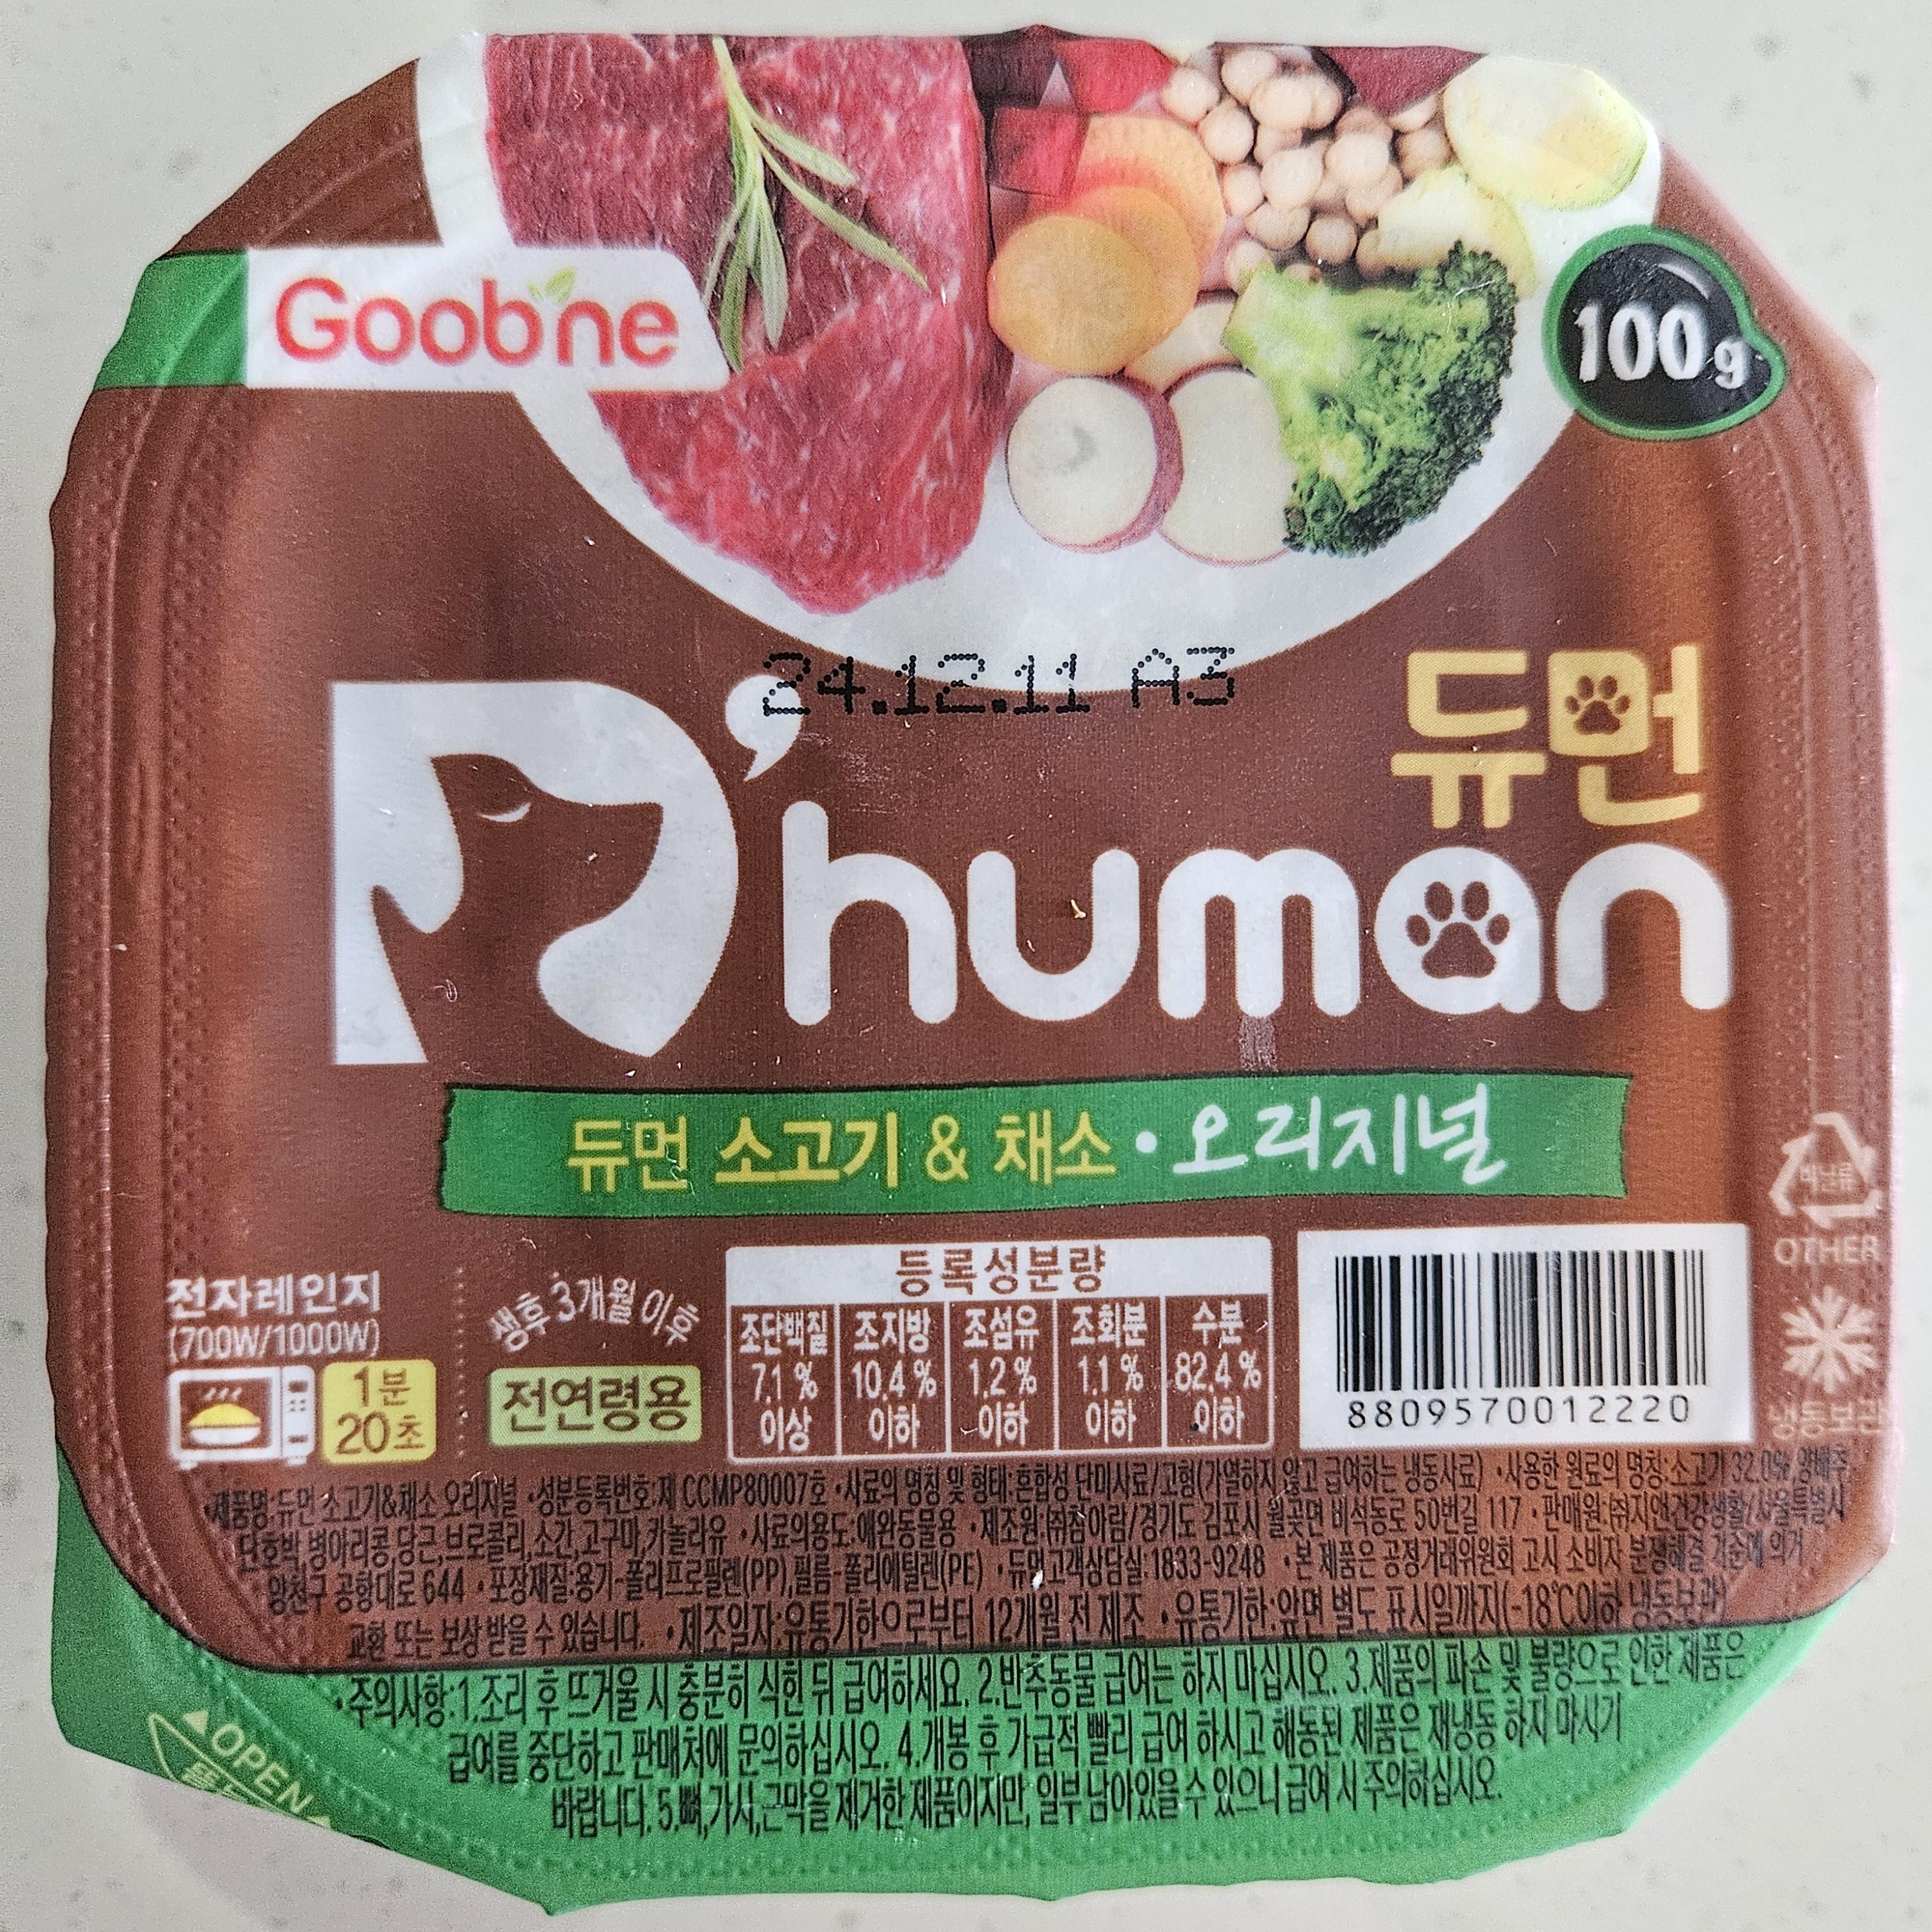 Goobne
100g
24.12.11 A3
듀먼
D'human
듀먼 소고기 & 채소 · 오리지널
전자레인지
(700W/1000W)
1분
20초
생후 3개월 이후
전연령용
등록성분량
조단백질 조지방 조섬유 조회분 수분
7.1 % 10.4 % 1.2 % 1.1 % 82.4 %
이상 이하 이하 이하 이하
8809570012220
비닐류
OTHER
냉동보관
•제품명:듀먼 소고기&채소 오리지널 •성분등록번호:제 CCMP80007호 •사료의 명칭 및 형태:혼합성 단미사료/고형(가열하지 않고 급여하는 냉동사료) •사용한 원료의 명칭:소고기 32.0%, 양배추,
단호박,병아리콩,당근,브로콜리,소간,고구마,카놀라유 •사료의용도:애완동물용 •제조원:㈜참아람/경기도 김포시 월곶면 비석동로 50번길 117 •판매원:㈜지앤건강생활/서울특별시
양천구 공항대로 644 •포장재질:용기-폴리프로필렌(PP),필름-폴리에틸렌(PE) •듀먼고객상담실:1833-9248 •본 제품은 공정거래위원회 고시 소비자 분쟁해결 기준에 의거
교환 또는 보상 받을 수 있습니다. •제조일자:유통기한으로부터 12개월 전 제조 •유통기한:앞면 별도 표시일까지(-18℃이하 냉동보관)
•주의사항:1.조리 후 뜨거울 시 충분히 식힌 뒤 급여하세요. 2.반추동물 급여는 하지 마십시오. 3.제품의 파손 및 불량으로 인한 제품은
급여를 중단하고 판매처에 문의하십시오. 4.개봉 후 가급적 빨리 급여 하시고 해동된 제품은 재냉동 하지 마시기
바랍니다. 5.뼈,가시,근막을 제거한 제품이지만, 일부 남아있을 수 있으니 급여 시 주의하십시오.
▲OPEN▲